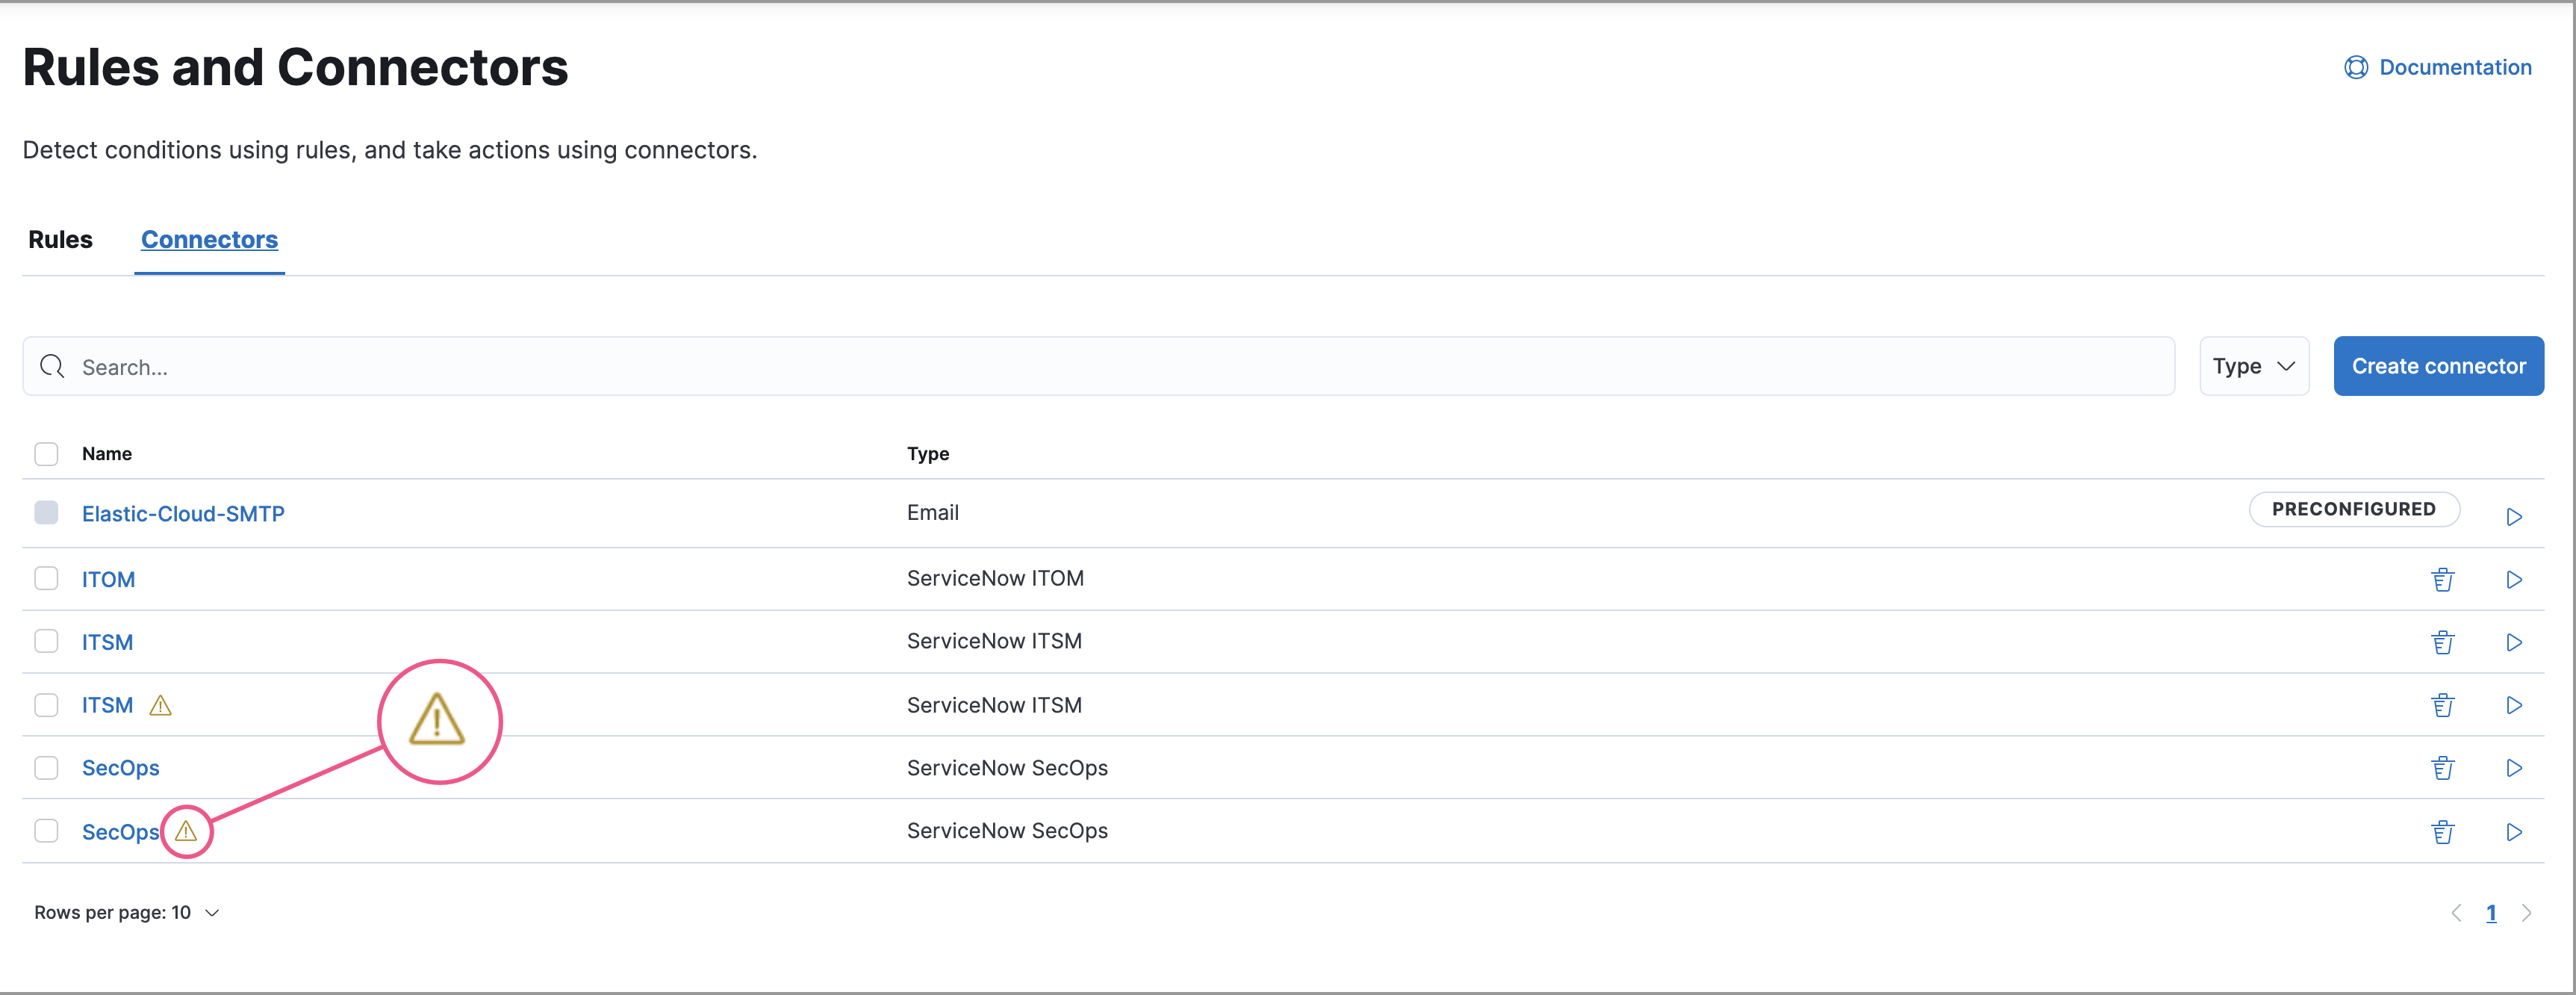 Rules and Connectors
Documentation
Detect conditions using rules, and take actions using connectors.
Rules Connectors
Search...
Type
Create connector
Name Type
Elastic-Cloud-SMTP Email PRECONFIGURED
ITOM ServiceNow ITOM
ITSM ServiceNow ITSM
ITSM ServiceNow ITSM
SecOps ServiceNow SecOps
SecOps ServiceNow SecOps
Rows per page: 10
1